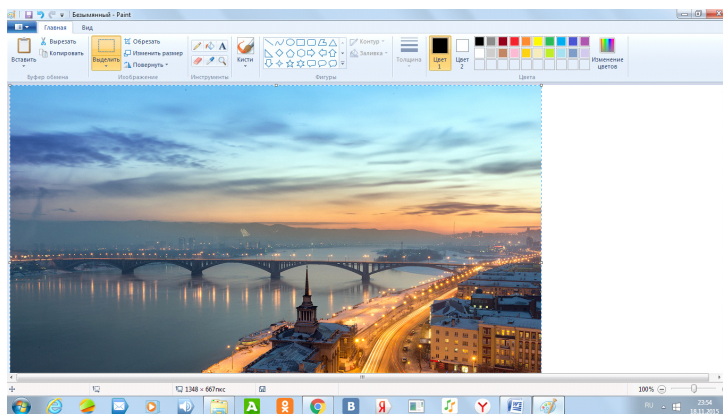 Безымянный - Paint
Главная Вид
Вставить
Вырезать
Копировать
Буфер обмена
Выделить
Обрезать
Изменить размер
Повернуть
Изображение
A
Инструменты
Кисти
Контур
Заливка
Фигуры
Толщина
Цвет 1
Цвет 2
Изменение цветов
Цвета
1348 × 667пкс
100%
A
B
Я
Y
RU
23:54